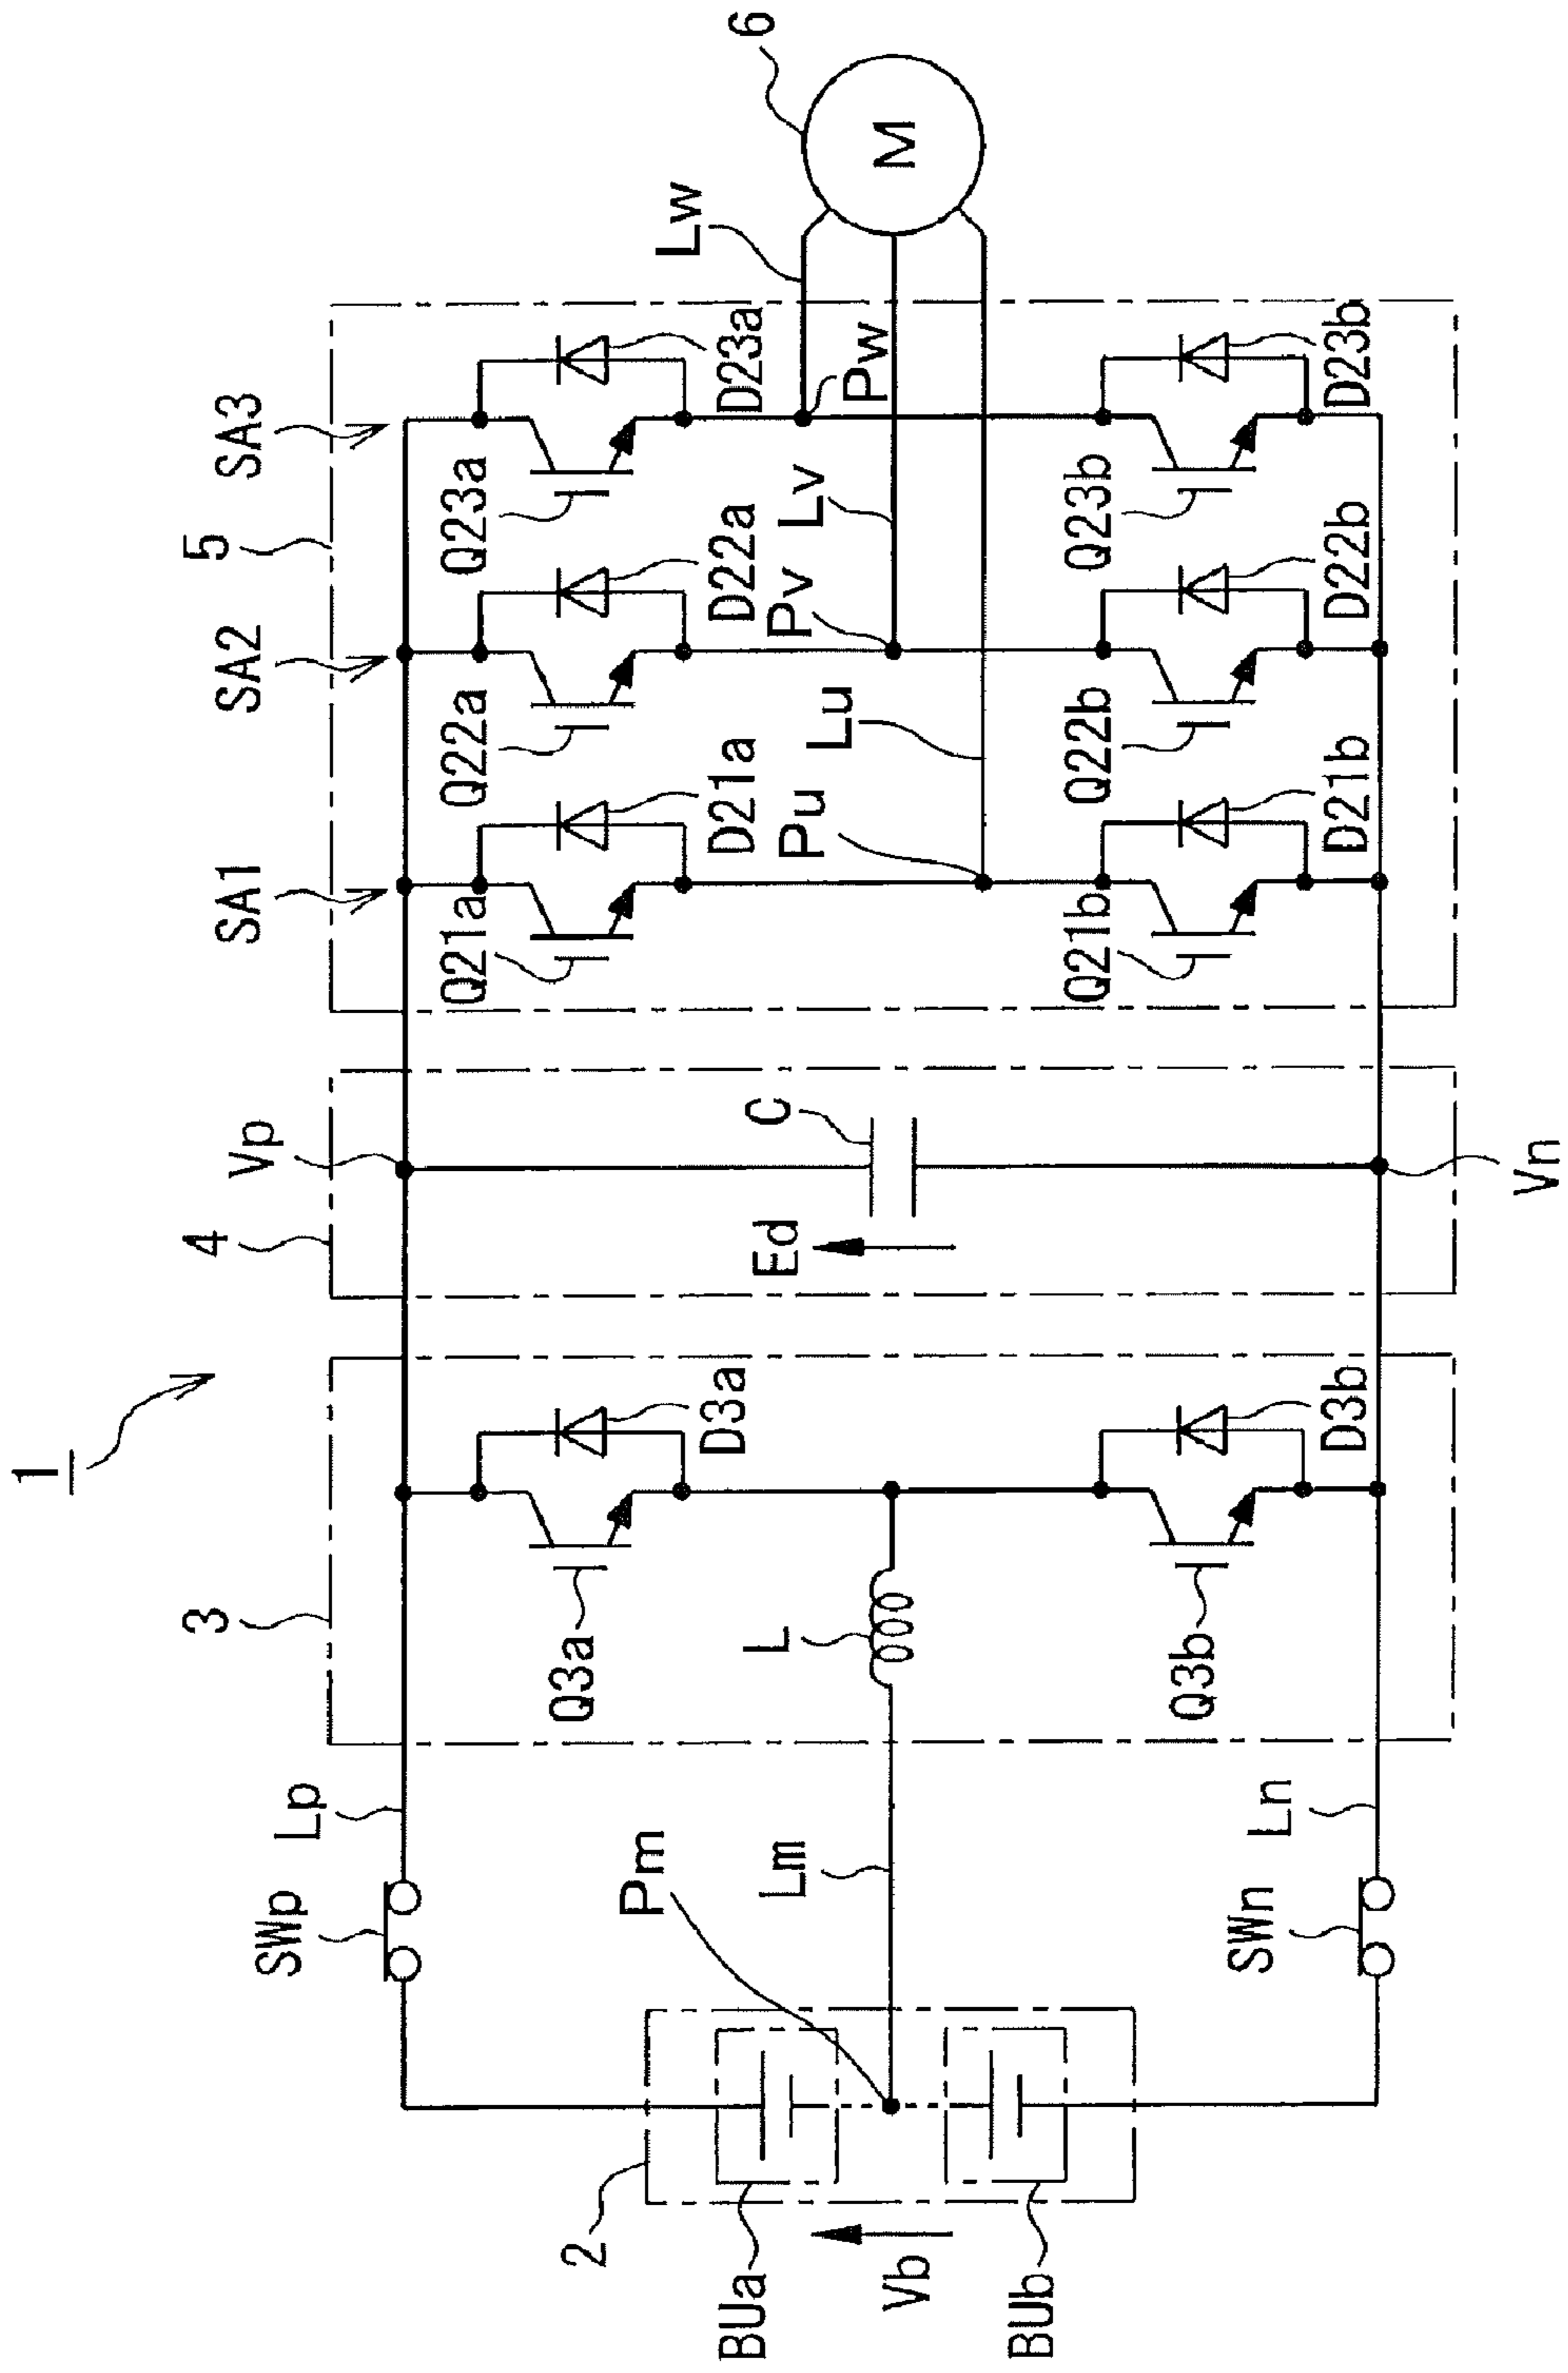 1
SA1
SA2
SA3
5
3
4
Vp
SWp
Lp
Q3a
D3a
Q21a
D21a
Q22a
D22a
Q23a
D23a
Lw
6
M
2
BUa
Pm
Lm
L
Ed
C
Pu
Lu
Pv
Lv
Pw
Vb
BUb
SWn
Ln
Q3b
D3b
Vn
Q21b
D21b
Q22b
D22b
Q23b
D23b